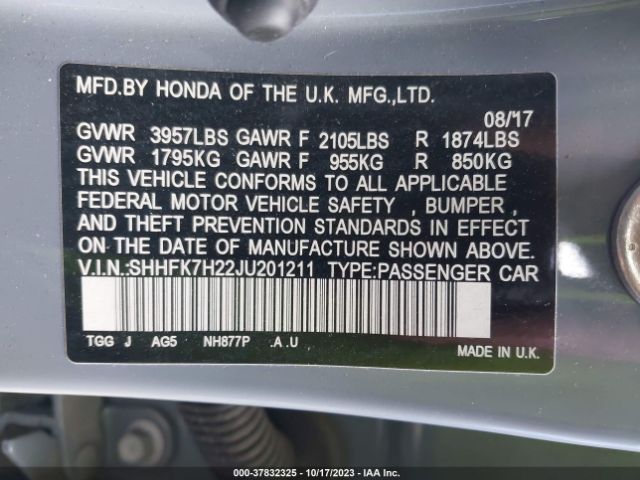 MFD.BY HONDA OF THE U.K. MFG.,LTD.
08/17
GVWR 3957LBS GAWR F 2105LBS R 1874LBS
GVWR 1795KG GAWR F 955KG R 850KG
THIS VEHICLE CONFORMS TO ALL APPLICABLE
FEDERAL MOTOR VEHICLE SAFETY , BUMPER ,
AND THEFT PREVENTION STANDARDS IN EFFECT
ON THE DATE OF MANUFACTURE SHOWN ABOVE.
V.I.N.:SHHFK7H22JU201211 TYPE:PASSENGER CAR
TGG J AG5 NH877P .A .U
MADE IN U.K.
000-37832325 | 10/17/2023 | IAA Inc.